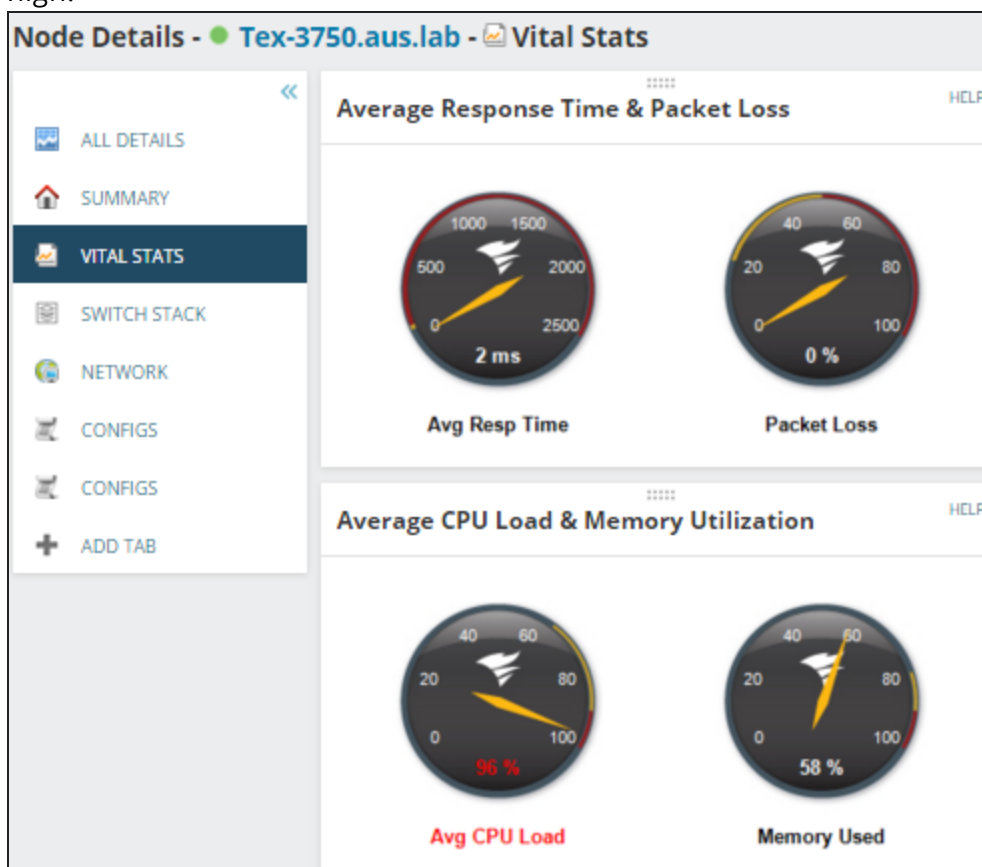 Node Details - Tex-3750.aus.lab - Vital Stats
«
ALL DETAILS
SUMMARY
VITAL STATS
SWITCH STACK
NETWORK
CONFIGS
CONFIGS
ADD TAB
Average Response Time & Packet Loss
HELP
0
500
1000
1500
2000
2500
2 ms
Avg Resp Time
0
20
40
60
80
100
0 %
Packet Loss
Average CPU Load & Memory Utilization
HELP
0
20
40
60
80
100
96 %
Avg CPU Load
0
20
40
60
80
100
58 %
Memory Used